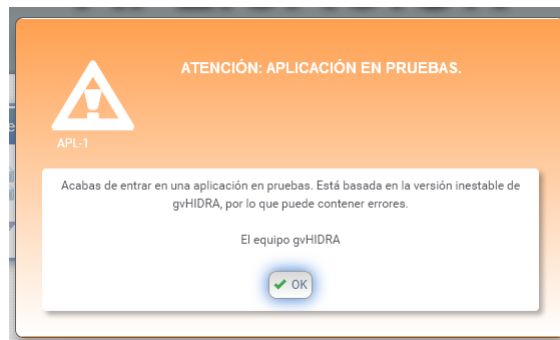 ATENCIÓN: APLICACIÓN EN PRUEBAS.
APL-1
Acabas de entrar en una aplicación en pruebas. Está basada en la versión inestable de
gvHIDRA, por lo que puede contener errores.
El equipo gvHIDRA
OK